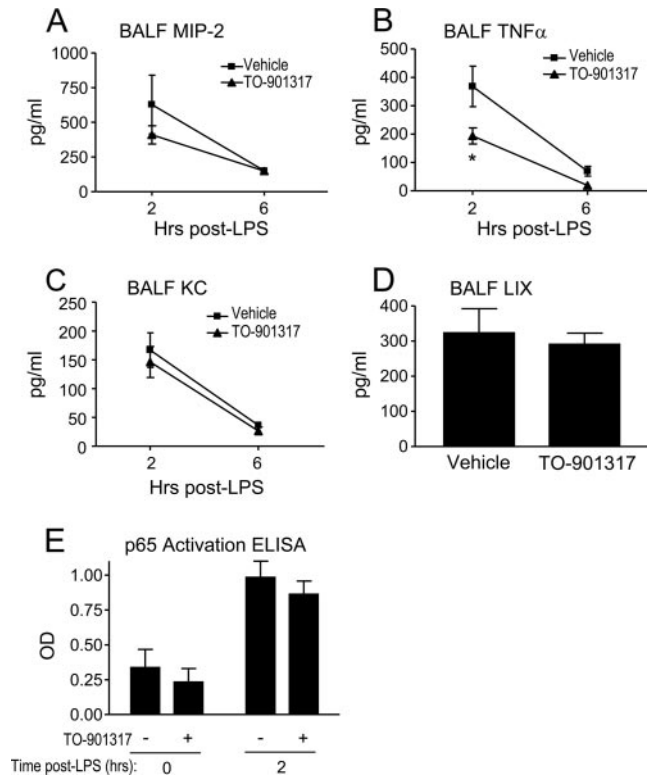 A
BALF MIP-2
Vehicle
TO-901317
pg/ml
1000
750
500
250
0
2
6
Hrs post-LPS
B
BALF TNFα
Vehicle
TO-901317
pg/ml
500
400
300
200
100
0
*
2
6
Hrs post-LPS
C
BALF KC
Vehicle
TO-901317
pg/ml
250
200
150
100
50
0
2
6
Hrs post-LPS
D
BALF LIX
pg/ml
400
300
200
100
0
Vehicle TO-901317
E
p65 Activation ELISA
OD
1.00
0.75
0.50
0.25
0.00
TO-901317 - + - +
Time post-LPS (hrs): 0 2